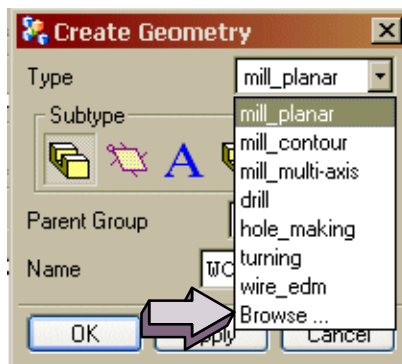 Create Geometry
Type
mill_planar
Subtype
mill_planar
mill_contour
mill_multi-axis
A
drill
Parent Group
hole_making
turning
Name
wire_edm
Browse ...
OK
Cancel